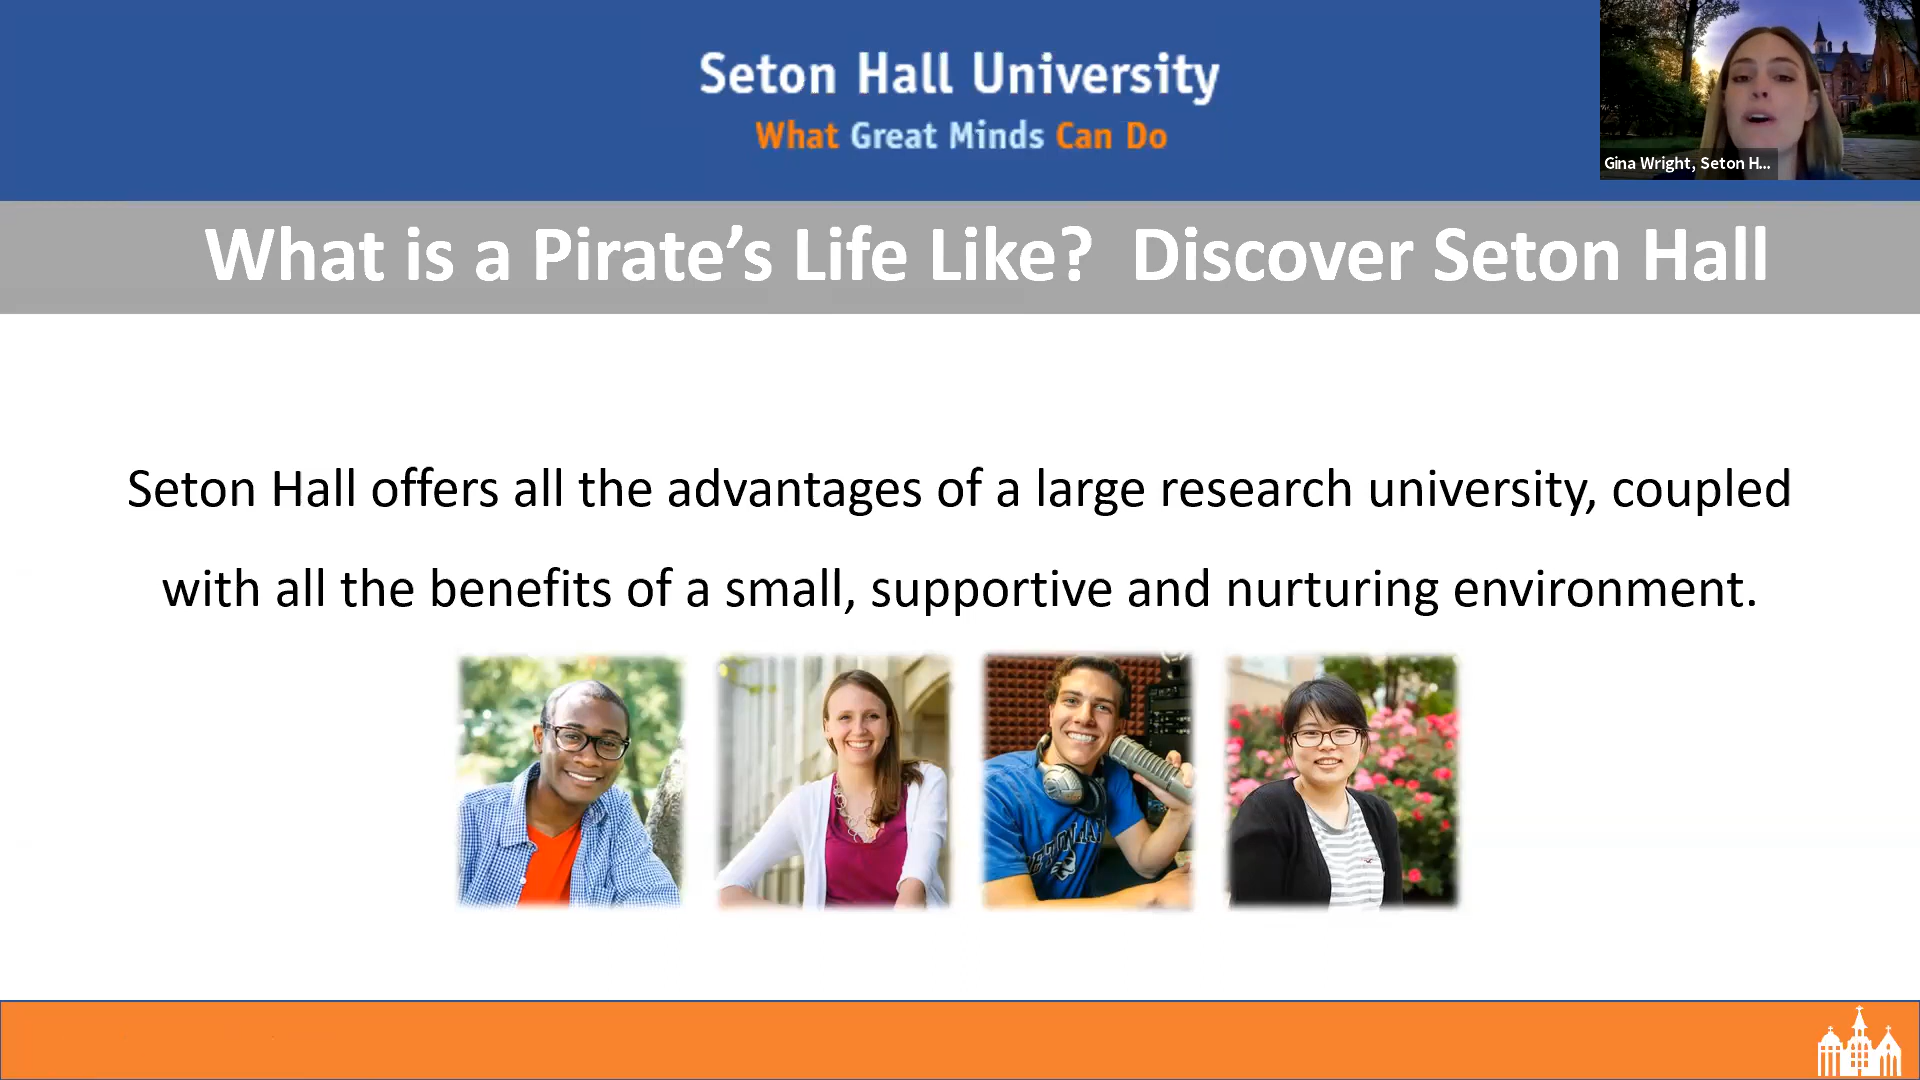 Seton Hall University
What Great Minds Can Do
Gina Wright, Seton H...
What is a Pirate's Life Like?  Discover Seton Hall
Seton Hall offers all the advantages of a large research university, coupled
with all the benefits of a small, supportive and nurturing environment.